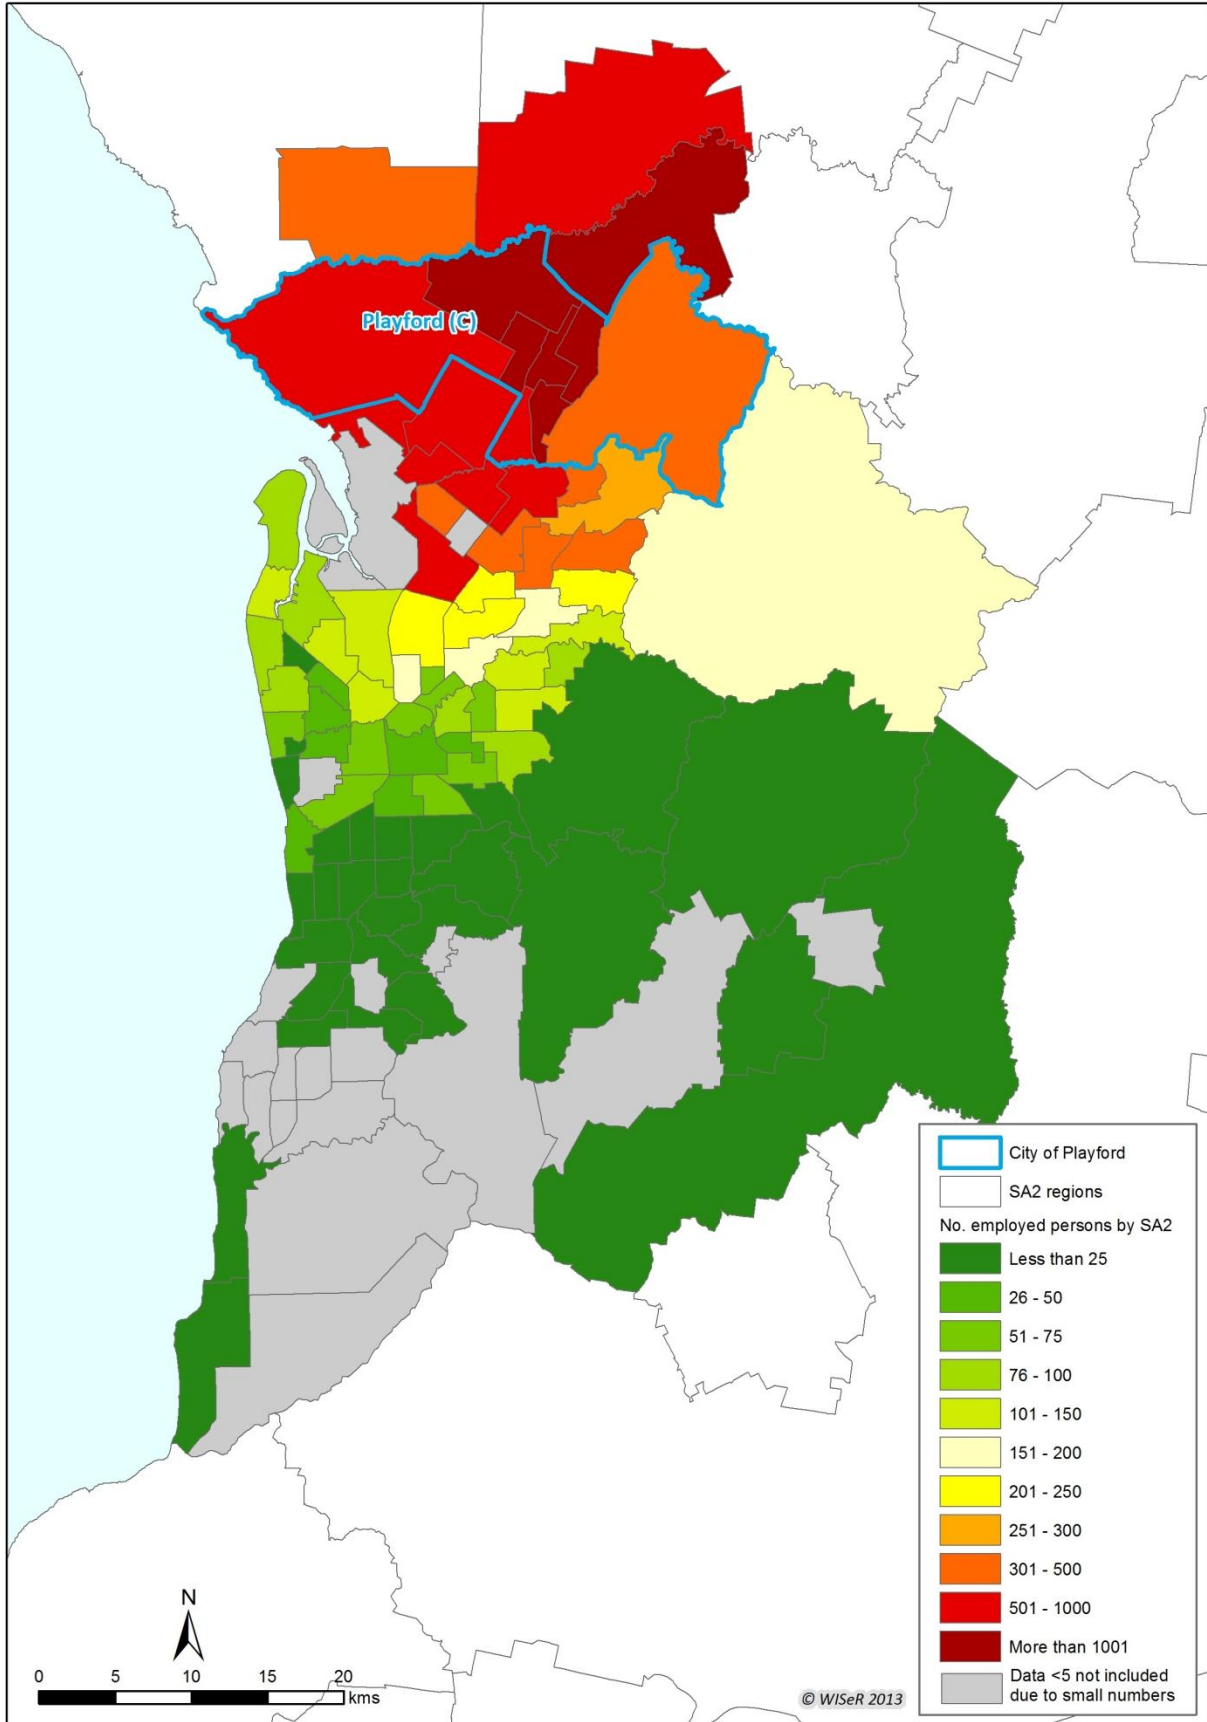 Playford (C)
City of Playford
SA2 regions
No. employed persons by SA2
Less than 25
26 - 50
51 - 75
76 - 100
101 - 150
151 - 200
201 - 250
251 - 300
301 - 500
501 - 1000
More than 1001
Data <5 not included
due to small numbers
N
0 5 10 15 20
kms
© WISeR 2013